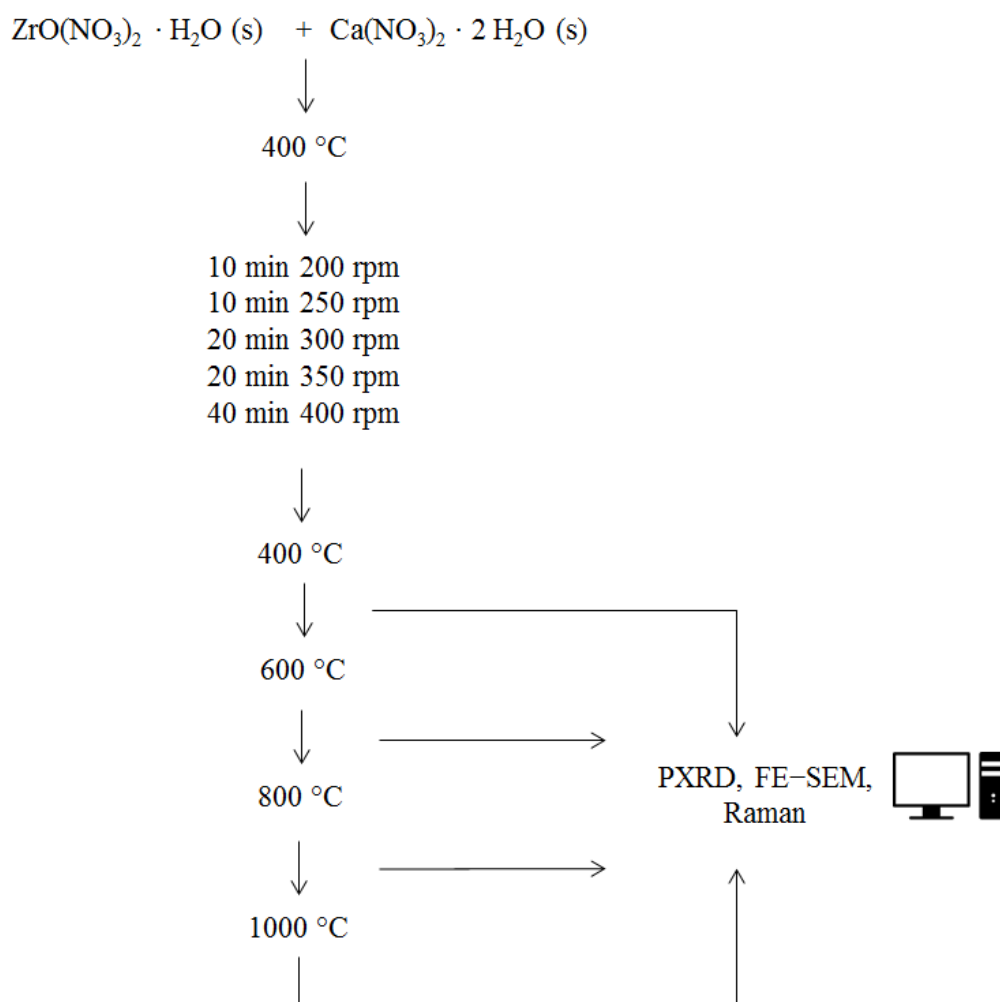 ZrO(NO₃)₂ · H₂O (s) + Ca(NO₃)₂ · 2 H₂O (s)
400 °C
10 min 200 rpm
10 min 250 rpm
20 min 300 rpm
20 min 350 rpm
40 min 400 rpm
400 °C
600 °C
800 °C
PXRD, FE−SEM,
Raman
1000 °C